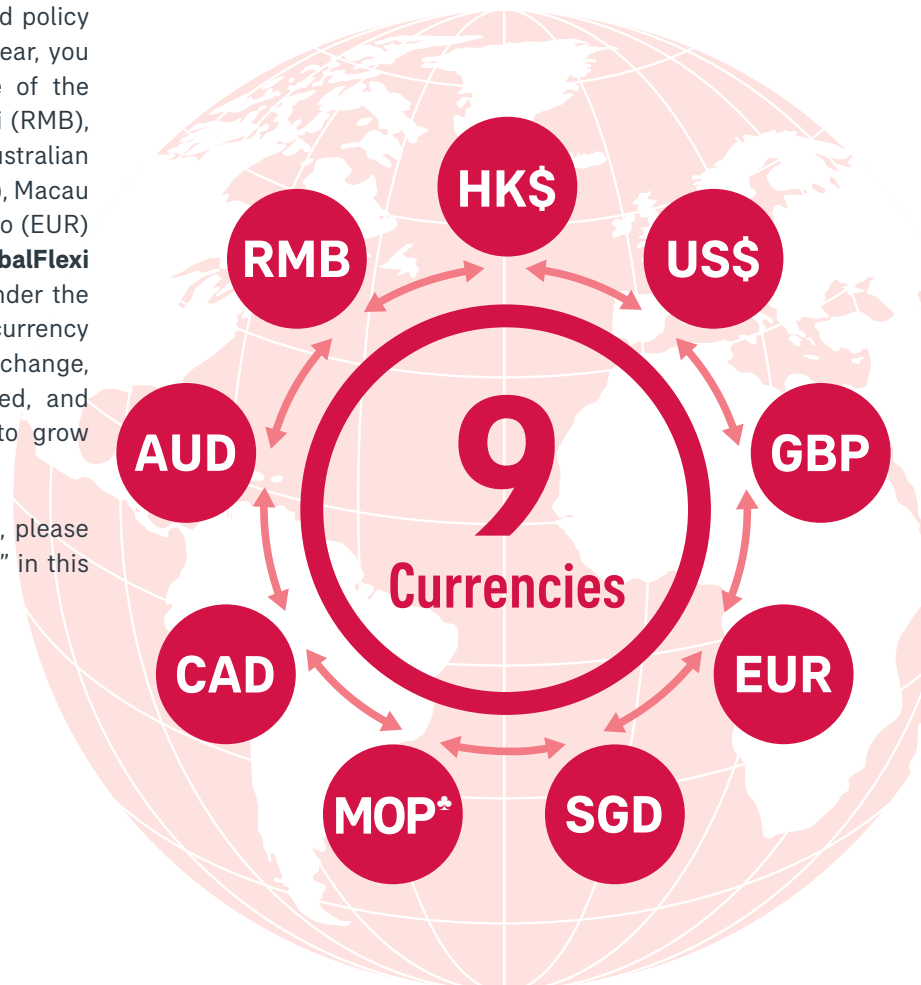 d policy
ear, you
e of the
i (RMB),
ustralian
), Macau
o (EUR)
balFlexi
nder the
currency
change,
ed, and
to grow
, please
” in this
HK$
RMB
US$
AUD
9
GBP
Currencies
CAD
EUR
MOP♣
SGD